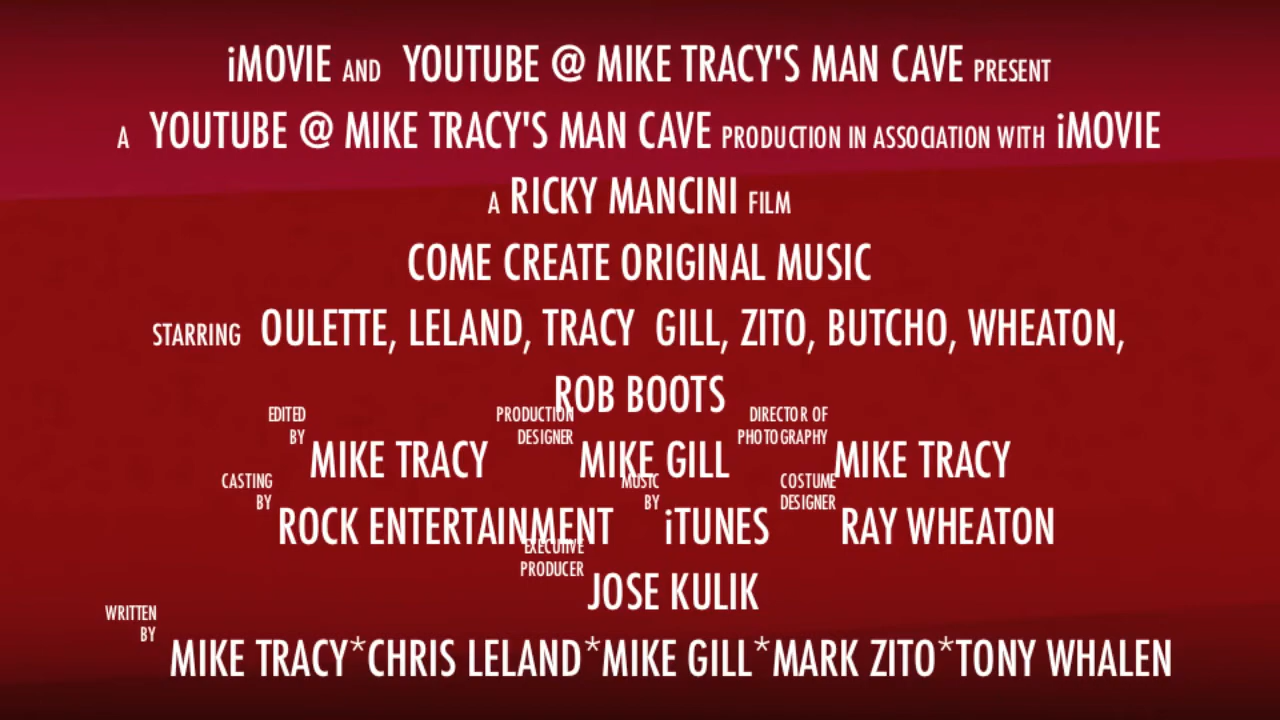 iMOVIE AND YOUTUBE @ MIKE TRACY'S MAN CAVE PRESENT
A YOUTUBE @ MIKE TRACY'S MAN CAVE PRODUCTION IN ASSOCIATION WITH iMOVIE
A RICKY MANCINI FILM
COME CREATE ORIGINAL MUSIC
STARRING OULETTE, LELAND, TRACY GILL, ZITO, BUTCHO, WHEATON,
ROB BOOTS
EDITED BY MIKE TRACY PRODUCTION DESIGNER MIKE GILL DIRECTOR OF PHOTOGRAPHY MIKE TRACY
CASTING BY ROCK ENTERTAINMENT MUSIC BY iTUNES COSTUME DESIGNER RAY WHEATON
EXECUTIVE PRODUCER JOSE KULIK
WRITTEN BY MIKE TRACY*CHRIS LELAND*MIKE GILL*MARK ZITO*TONY WHALEN